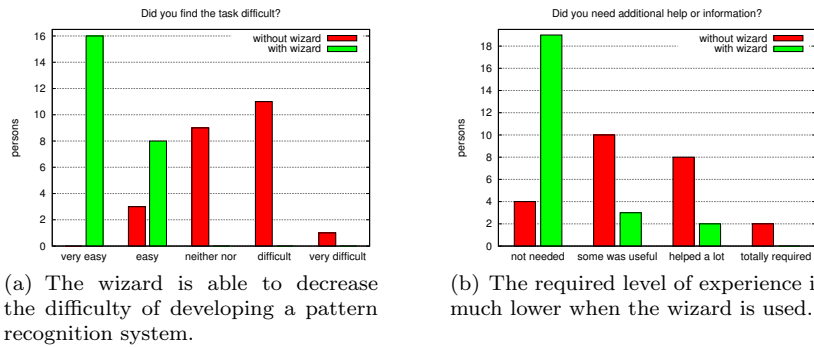 Did you find the task difficult?
without wizard
with wizard
persons
16
14
12
10
8
6
4
2
0
very easy easy neither nor difficult very difficult
(a) The wizard is able to decrease
the difficulty of developing a pattern
recognition system.
Did you need additional help or information?
without wizard
with wizard
persons
18
16
14
12
10
8
6
4
2
0
not needed some was useful helped a lot totally required
(b) The required level of experience i
much lower when the wizard is used.